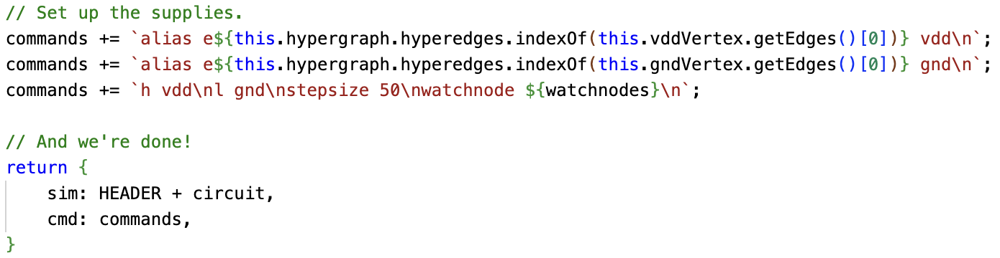 // Set up the supplies.
commands += `alias e${this.hypergraph.hyperedges.indexOf(this.vddVertex.getEdges()[0])} vdd\n`;
commands += `alias e${this.hypergraph.hyperedges.indexOf(this.gndVertex.getEdges()[0])} gnd\n`;
commands += `h vdd\nl gnd\nstepsize 50\nwatchnode ${watchnodes}\n`;

// And we're done!
return {
    sim: HEADER + circuit,
    cmd: commands,
}